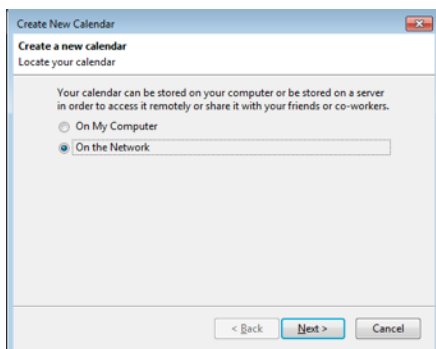 Create New Calendar
Create a new calendar
Locate your calendar
Your calendar can be stored on your computer or be stored on a server
in order to access it remotely or share it with your friends or co-workers.
On My Computer
On the Network
< Back Next > Cancel